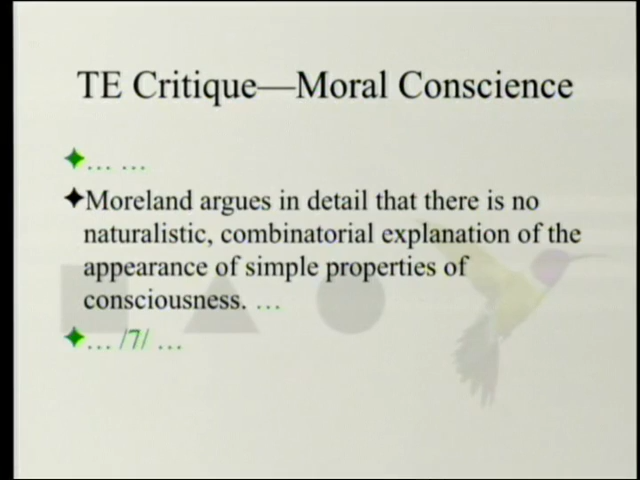 TE Critique—Moral Conscience
… …
Moreland argues in detail that there is no
naturalistic, combinatorial explanation of the
appearance of simple properties of
consciousness. …
… /7/ …